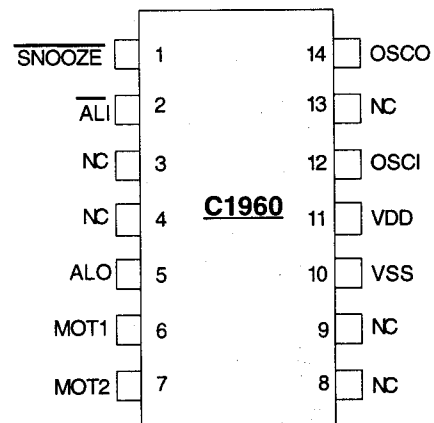 SNOOZE 1 14 OSCO
ALI 2 13 NC
NC 3 12 OSCI
C1960
NC 4 11 VDD
ALO 5 10 VSS
MOT1 6 9 NC
MOT2 7 8 NC